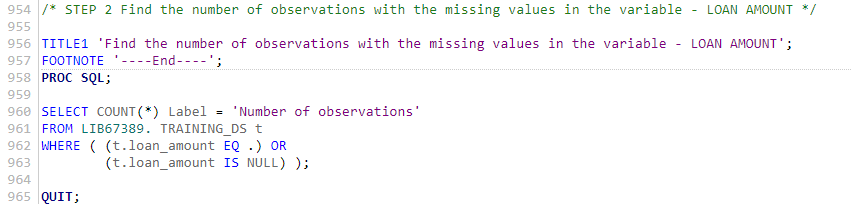 954 /* STEP 2 Find the number of observations with the missing values in the variable - LOAN AMOUNT */
955
956 TITLE1 'Find the number of observations with the missing values in the variable - LOAN AMOUNT';
957 FOOTNOTE '----End----';
958 PROC SQL;
959
960 SELECT COUNT(*) Label = 'Number of observations'
961 FROM LIB67389. TRAINING_DS t
962 WHERE ( (t.loan_amount EQ .) OR
963         (t.loan_amount IS NULL) );
964
965 QUIT;